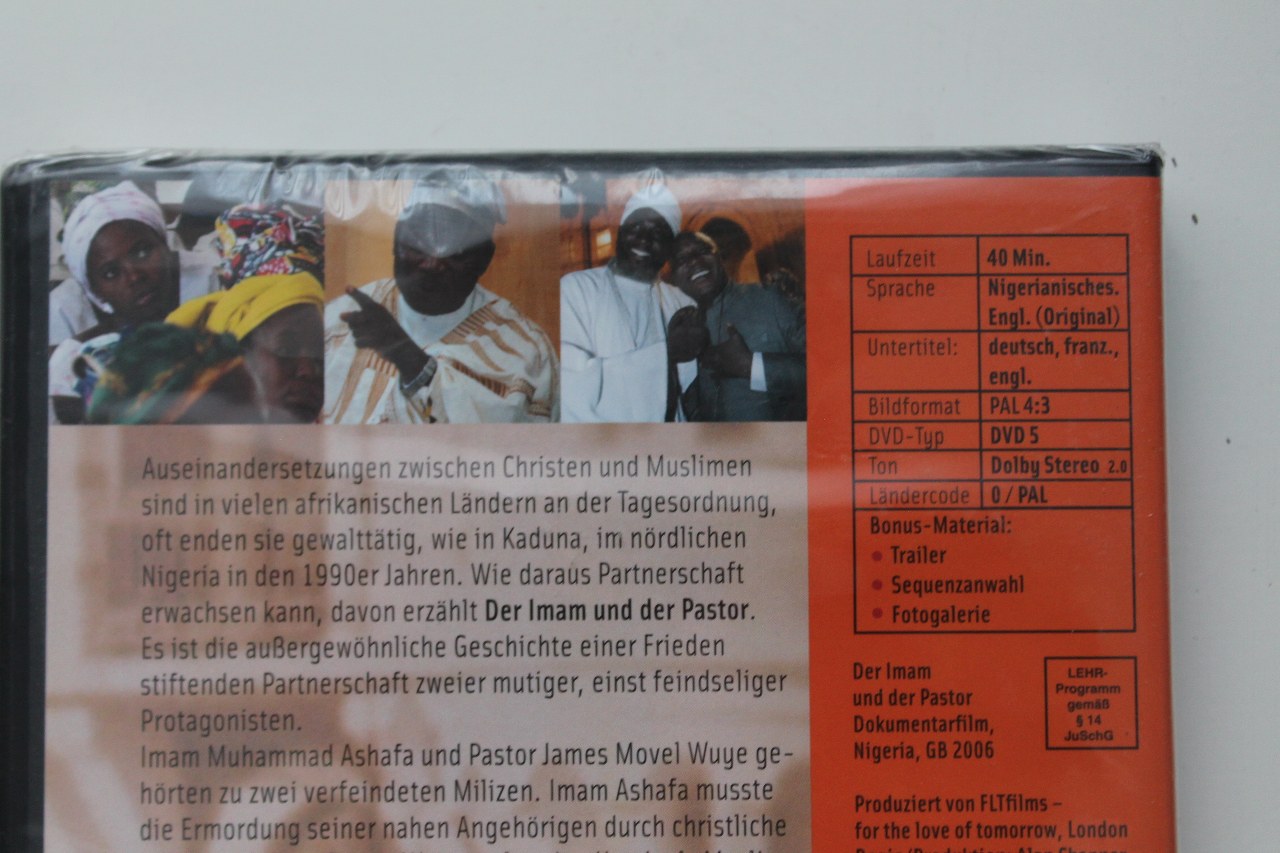 Auseinandersetzungen zwischen Christen und Muslimen
sind in vielen afrikanischen Ländern an der Tagesordnung,
oft enden sie gewalttätig, wie in Kaduna, im nördlichen
Nigeria in den 1990er Jahren. Wie daraus Partnerschaft
erwachsen kann, davon erzählt Der Imam und der Pastor.
Es ist die außergewöhnliche Geschichte einer Frieden
stiftenden Partnerschaft zweier mutiger, einst feindseliger
Protagonisten.
Imam Muhammad Ashafa und Pastor James Movel Wuye ge-
hörten zu zwei verfeindeten Milizen. Imam Ashafa musste
die Ermordung seiner nahen Angehörigen durch christliche
Laufzeit 40 Min.
Sprache Nigerianisches.
Engl. (Original)
Untertitel: deutsch, franz.,
engl.
Bildformat PAL 4:3
DVD-Typ DVD 5
Ton Dolby Stereo 2.0
Ländercode 0 / PAL
Bonus-Material:
• Trailer
• Sequenzanwahl
• Fotogalerie
Der Imam
und der Pastor
Dokumentarfilm,
Nigeria, GB 2006
LEHR-
Programm
gemäß
§ 14
JuSchG
Produziert von FLTfilms –
for the love of tomorrow, London